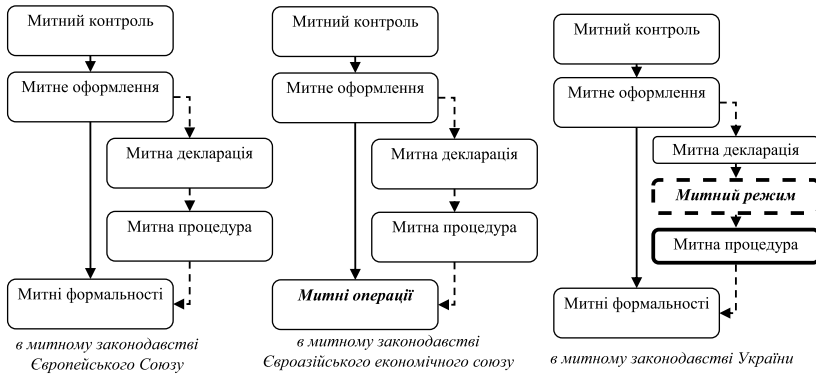 Митний контроль
Митне оформлення
Митна декларація
Митна процедура
Митні формальності
в митному законодавстві
Європейського Союзу
Митний контроль
Митне оформлення
Митна декларація
Митна процедура
Митні операції
в митному законодавстві
Євроазійського економічного союзу
Митний контроль
Митне оформлення
Митна декларація
Митний режим
Митна процедура
Митні формальності
в митному законодавстві України